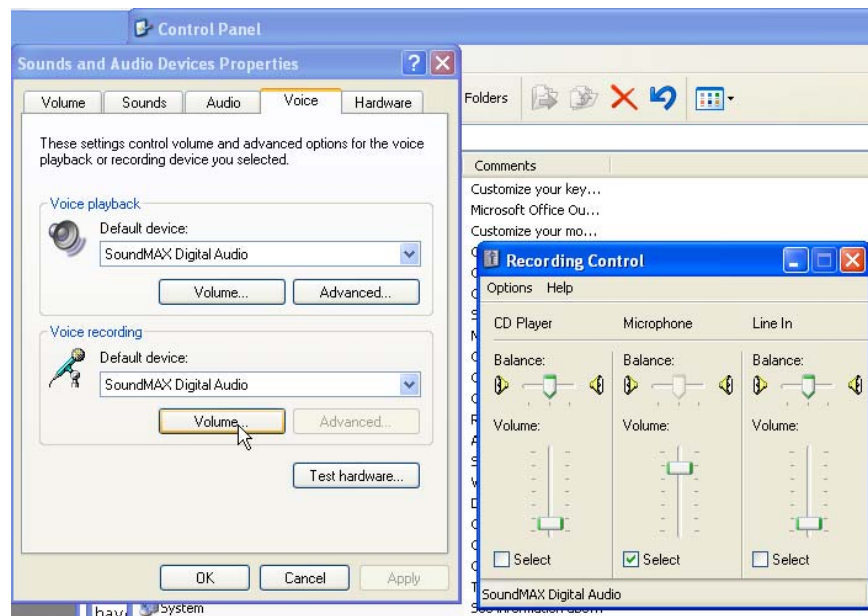 Control Panel
Sounds and Audio Devices Properties
Volume
Sounds
Audio
Voice
Hardware
These settings control volume and advanced options for the voice
playback or recording device you selected.
Voice playback
Default device:
SoundMAX Digital Audio
Volume...
Advanced...
Voice recording
Default device:
SoundMAX Digital Audio
Volume...
Advanced...
Test hardware...
OK
Cancel
Apply
Folders
Comments
Customize your key...
Microsoft Office Ou...
Customize your mo...
Recording Control
Options Help
CD Player
Microphone
Line In
Balance:
Balance:
Balance:
Volume:
Volume:
Volume:
Select
Select
Select
SoundMAX Digital Audio
System